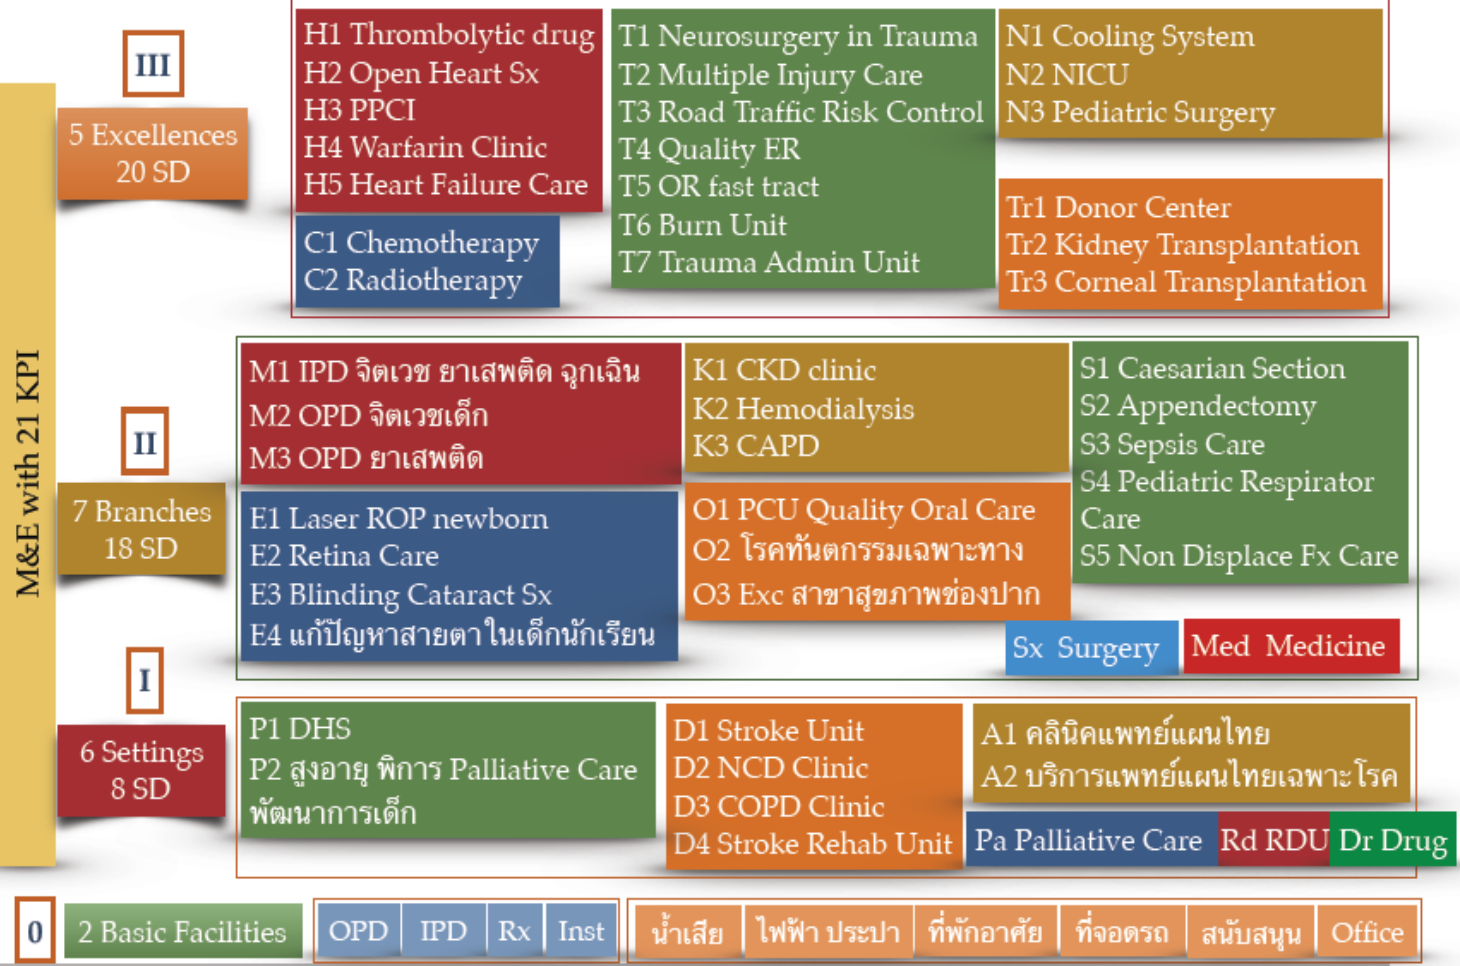 M&E with 21 KPI
III
5 Excellences
20 SD
H1 Thrombolytic drug
H2 Open Heart Sx
H3 PPCI
H4 Warfarin Clinic
H5 Heart Failure Care
C1 Chemotherapy
C2 Radiotherapy
T1 Neurosurgery in Trauma
T2 Multiple Injury Care
T3 Road Traffic Risk Control
T4 Quality ER
T5 OR fast tract
T6 Burn Unit
T7 Trauma Admin Unit
N1 Cooling System
N2 NICU
N3 Pediatric Surgery
Tr1 Donor Center
Tr2 Kidney Transplantation
Tr3 Corneal Transplantation
II
7 Branches
18 SD
M1 IPD จิตเวช ยาเสพติด ฉุกเฉิน
M2 OPD จิตเวชเด็ก
M3 OPD ยาเสพติด
E1 Laser ROP newborn
E2 Retina Care
E3 Blinding Cataract Sx
E4 แก้ปัญหาสายตาในเด็กนักเรียน
K1 CKD clinic
K2 Hemodialysis
K3 CAPD
O1 PCU Quality Oral Care
O2 โรคทันตกรรมเฉพาะทาง
O3 Exc สาขาสุขภาพช่องปาก
S1 Caesarian Section
S2 Appendectomy
S3 Sepsis Care
S4 Pediatric Respirator
Care
S5 Non Displace Fx Care
Sx Surgery
Med Medicine
I
6 Settings
8 SD
P1 DHS
P2 สูงอายุ พิการ Palliative Care
พัฒนาการเด็ก
D1 Stroke Unit
D2 NCD Clinic
D3 COPD Clinic
D4 Stroke Rehab Unit
A1 คลินิคแพทย์แผนไทย
A2 บริการแพทย์แผนไทยเฉพาะโรค
Pa Palliative Care
Rd RDU
Dr Drug
0
2 Basic Facilities
OPD
IPD
Rx
Inst
น้ำเสีย
ไฟฟ้า ประปา
ที่พักอาศัย
ที่จอดรถ
สนับสนุน
Office